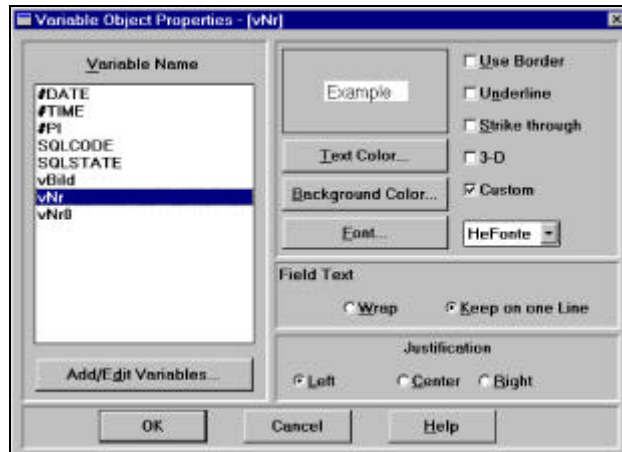 Variable Object Properties - [vNr]
Variable Name
#DATE
#TIME
#PI
SQLCODE
SQLSTATE
vBild
vNr
vNr8
Add/Edit Variables...
Example
Text Color...
Background Color...
Font...
Use Border
Underline
Strike through
3-D
Custom
HeFonte
Field Text
Wrap
Keep on one Line
Justification
Left
Center
Right
OK
Cancel
Help